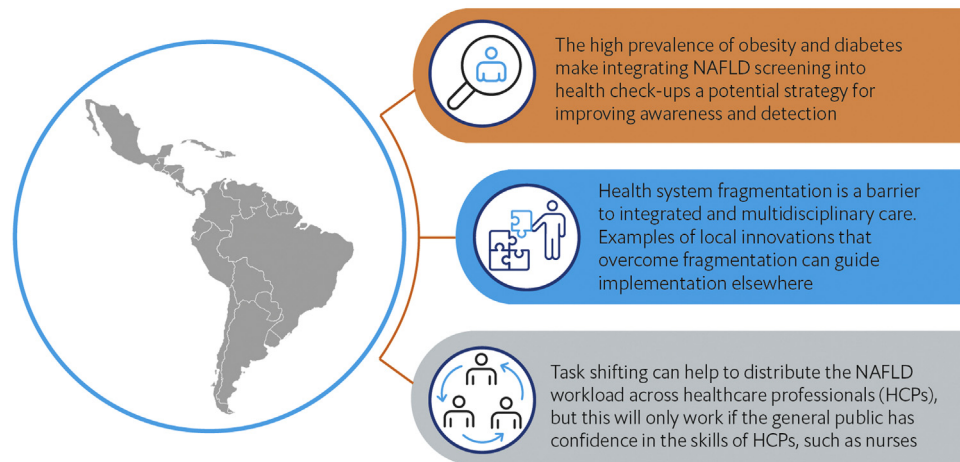 The high prevalence of obesity and diabetes
make integrating NAFLD screening into
health check-ups a potential strategy for
improving awareness and detection
Health system fragmentation is a barrier
to integrated and multidisciplinary care.
Examples of local innovations that
overcome fragmentation can guide
implementation elsewhere
Task shifting can help to distribute the NAFLD
workload across healthcare professionals (HCPs),
but this will only work if the general public has
confidence in the skills of HCPs, such as nurses